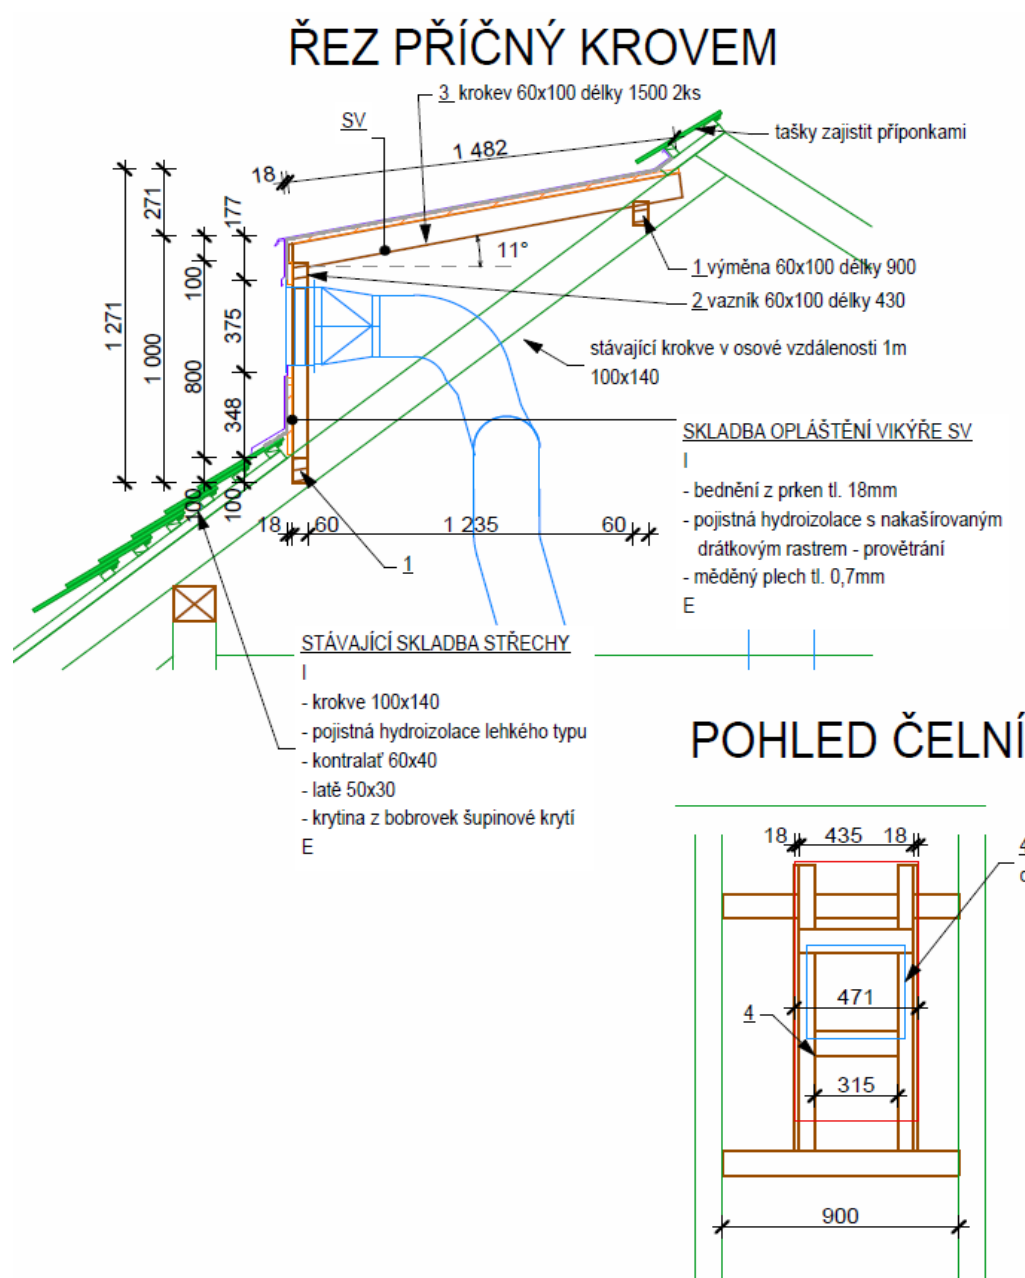 ŘEZ PŘÍČNÝ KROVEM
3 krokev 60x100 délky 1500 2ks
SV
tašky zajistit příponkami
1 482
18
271
177
11°
1 výměna 60x100 délky 900
100
2 vazník 60x100 délky 430
1 271
1 000
800
375
stávající krokve v osové vzdálenosti 1m
100x140
348
SKLADBA OPLÁŠTĚNÍ VIKÝŘE SV
I
- bednění z prken tl. 18mm
- pojistná hydroizolace s nakašírovaným
drátkovým rastrem - provětrání
- měděný plech tl. 0,7mm
E
100
100
18
60
1 235
60
1
STÁVAJÍCÍ SKLADBA STŘECHY
I
- krokve 100x140
- pojistná hydroizolace lehkého typu
- kontralať 60x40
- latě 50x30
- krytina z bobrovek šupinové krytí
E
POHLED ČELNÍ
18 435 18
4
471
4
315
900